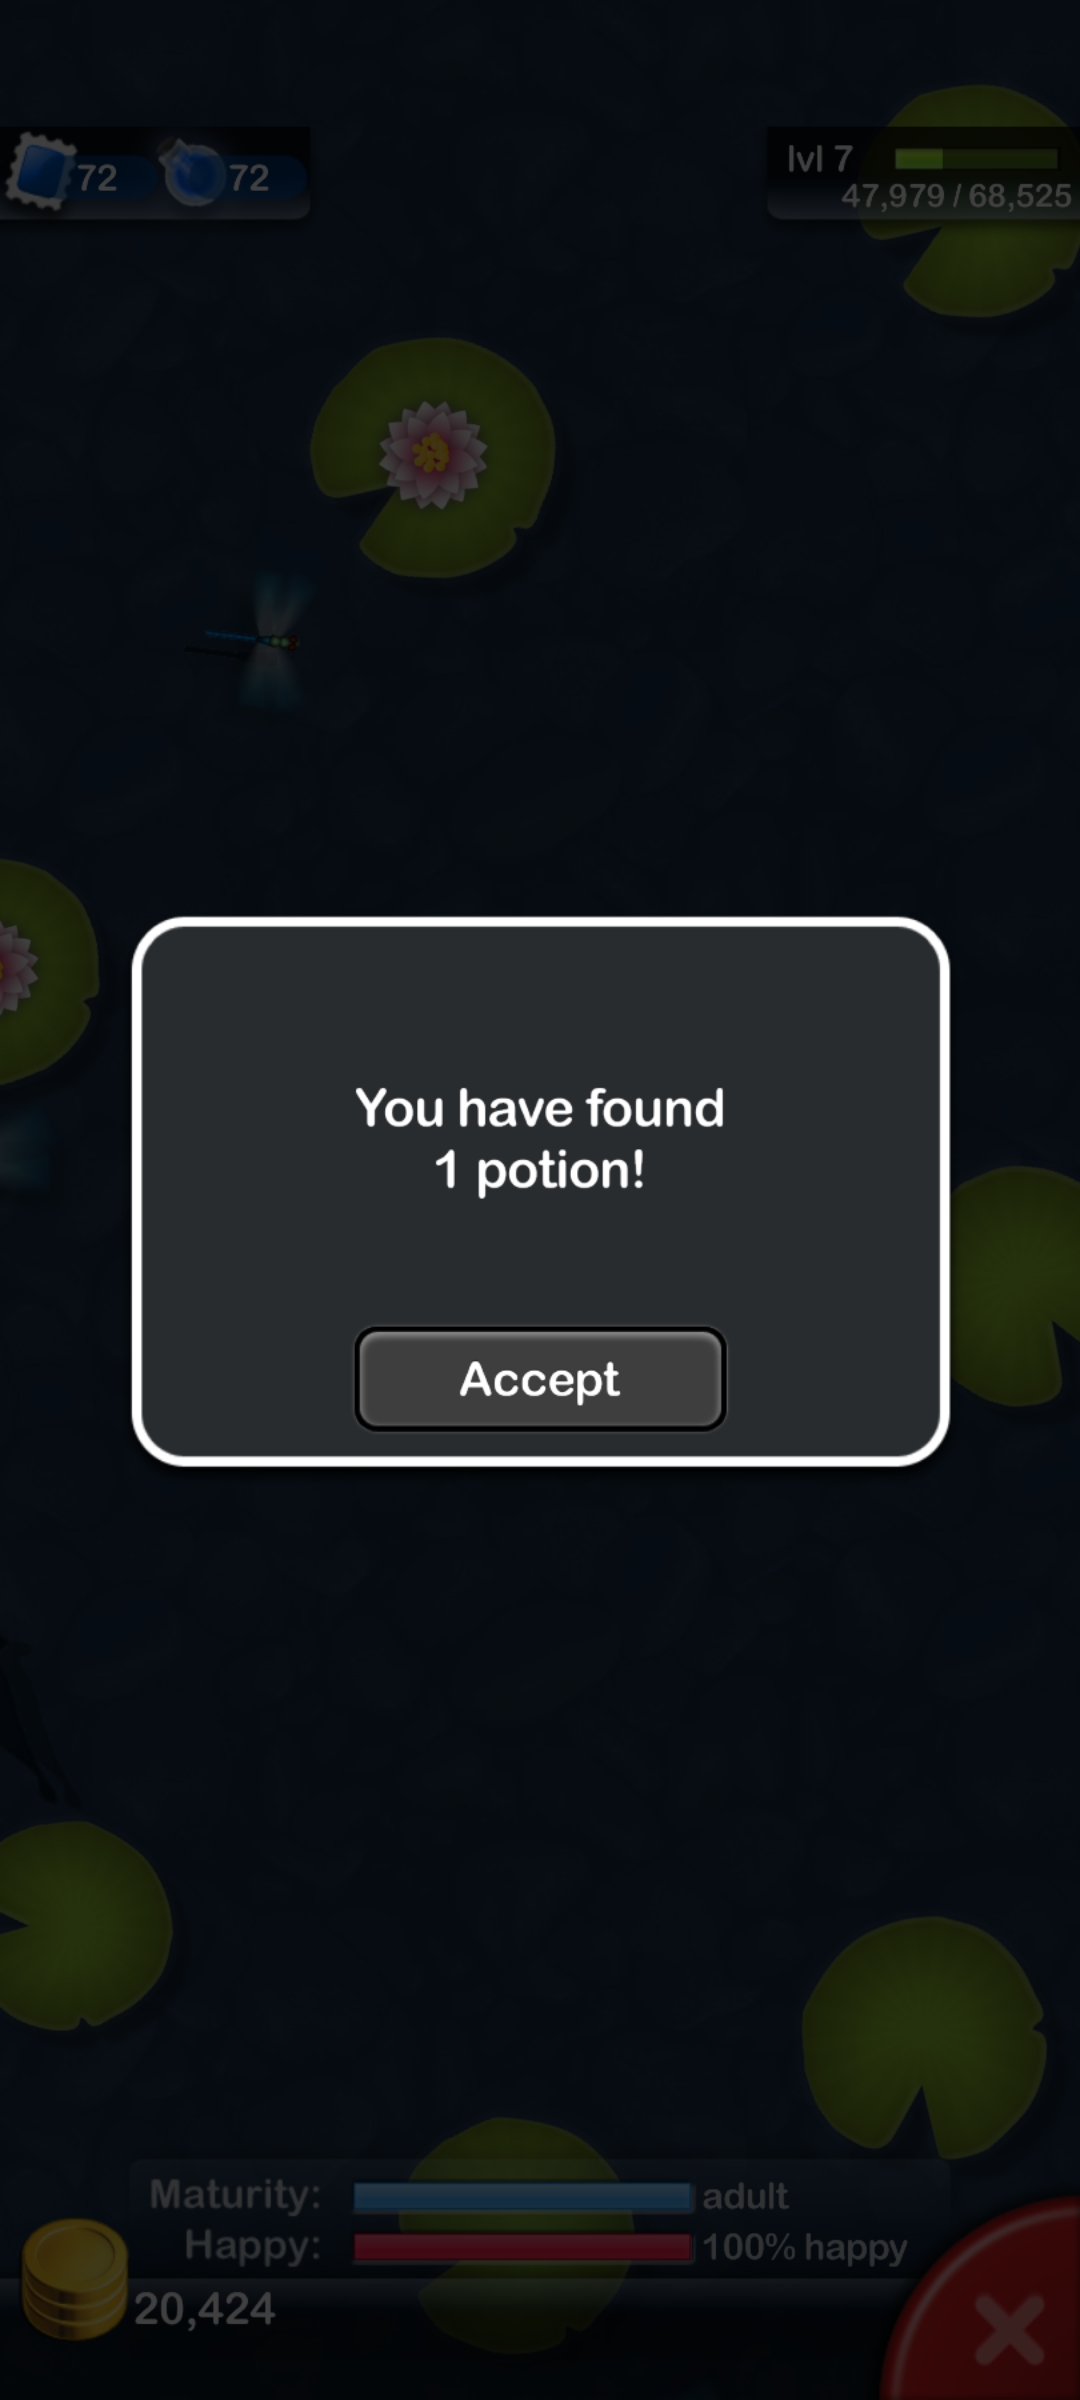 72 72
lvl 7
47,979 / 68,525
You have found
1 potion!
Accept
Maturity: adult
Happy: 100% happy
20,424